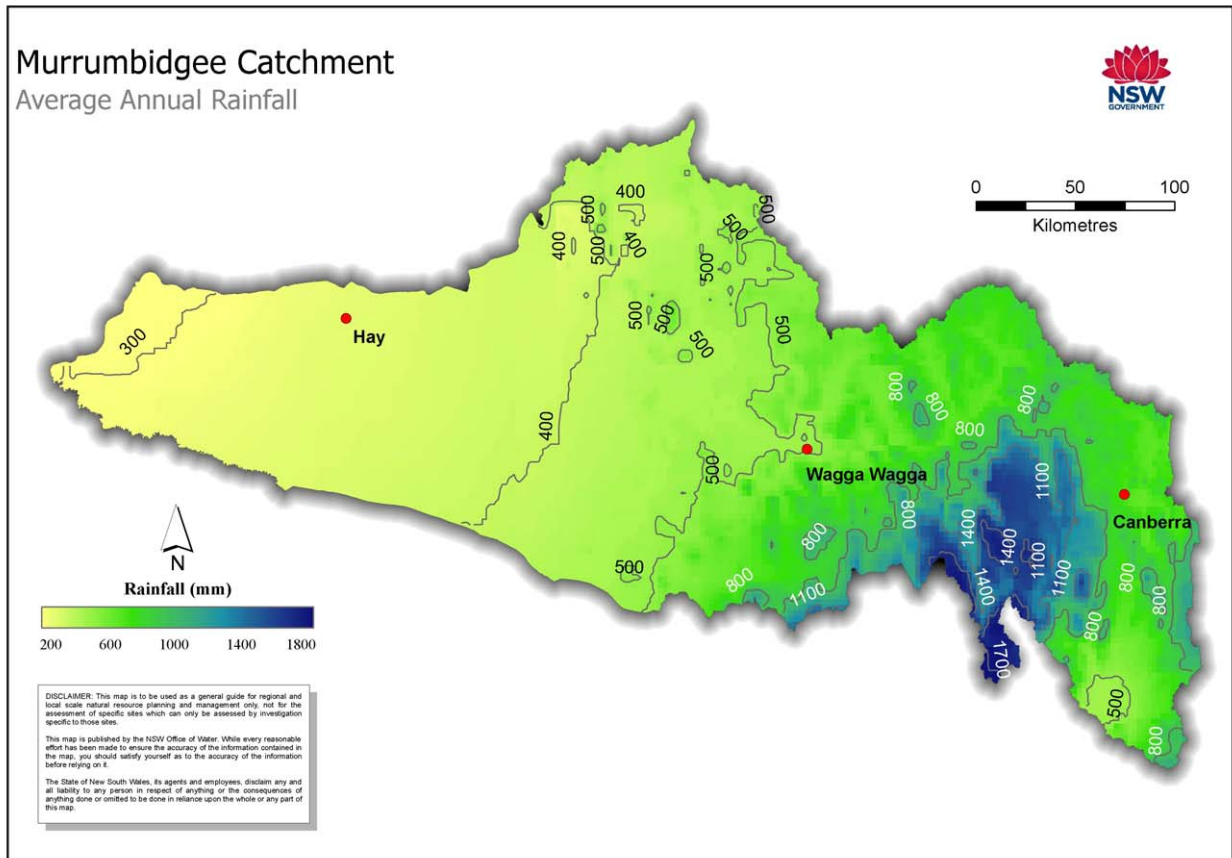 Murrumbidgee Catchment
Average Annual Rainfall
NSW
GOVERNMENT
0 50 100
Kilometres
400
500
500
400
400
500
500
500
500
500
500
500
300
Hay
400
500
500
Wagga Wagga
Canberra
800
800
800
800
1100
800
1400
1400
1100
1100
800
800
1100
1400
800
800
800
1700
500
800
N
Rainfall (mm)
200 600 1000 1400 1800
DISCLAIMER: This map is to be used as a general guide for regional and
local scale natural resource planning and management only, not for the
assessment of specific sites which can only be assessed by investigation
specific to those sites.
This map is published by the NSW Office of Water. While every reasonable
effort has been made to ensure the accuracy of the information contained in
the map, you should satisfy yourself as to the accuracy of the information
before relying on it.
The State of New South Wales, its agents and employees, disclaim any and
all liability to any person in respect of anything or the consequences of
anything done or omitted to be done in reliance upon the whole or any part of
this map.